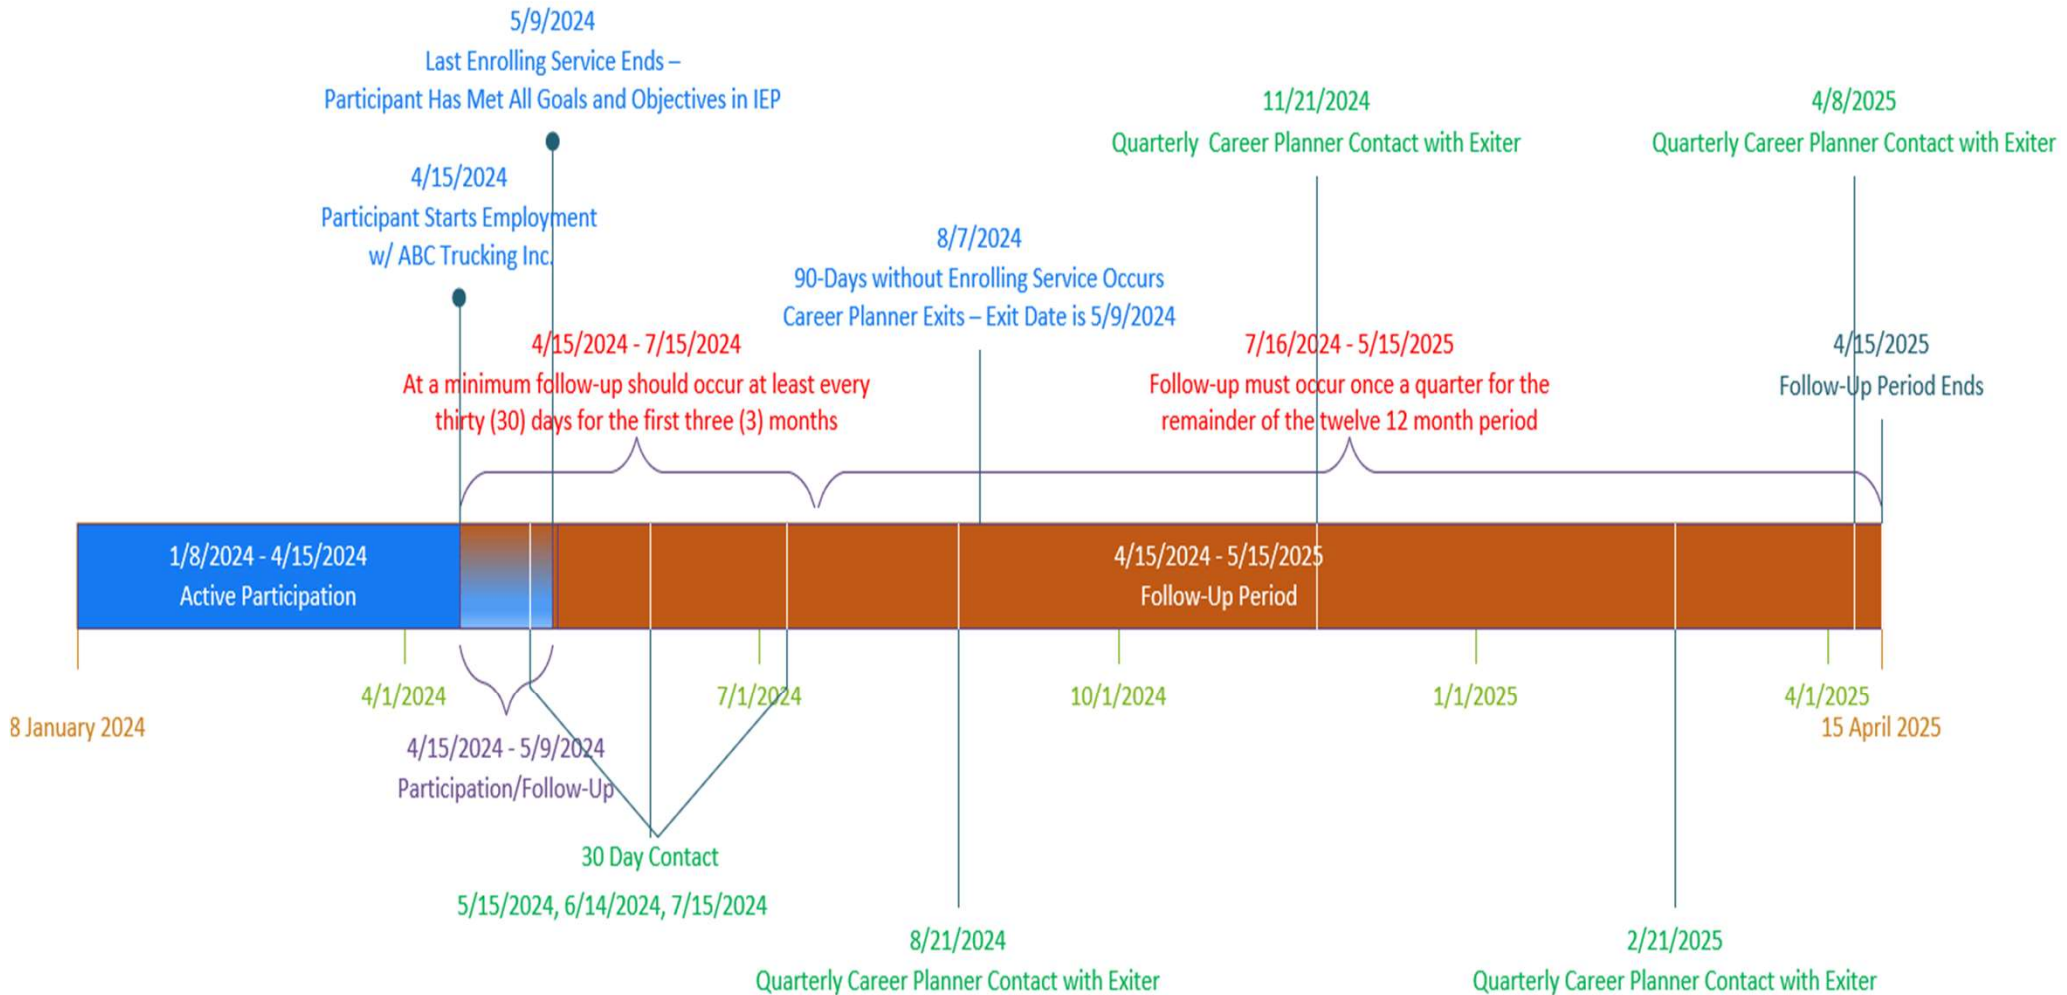 5/9/2024
Last Enrolling Service Ends –
Participant Has Met All Goals and Objectives in IEP
11/21/2024
Quarterly Career Planner Contact with Exiter
4/8/2025
Quarterly Career Planner Contact with Exiter
4/15/2024
Participant Starts Employment
w/ ABC Trucking Inc.
8/7/2024
90-Days without Enrolling Service Occurs
Career Planner Exits – Exit Date is 5/9/2024
4/15/2024 - 7/15/2024
At a minimum follow-up should occur at least every
thirty (30) days for the first three (3) months
7/16/2024 - 5/15/2025
Follow-up must occur once a quarter for the
remainder of the twelve 12 month period
4/15/2025
Follow-Up Period Ends
1/8/2024 - 4/15/2024
Active Participation
4/15/2024 - 5/15/2025
Follow-Up Period
4/1/2024
7/1/2024
10/1/2024
1/1/2025
4/1/2025
8 January 2024
15 April 2025
4/15/2024 - 5/9/2024
Participation/Follow-Up
30 Day Contact
5/15/2024, 6/14/2024, 7/15/2024
8/21/2024
Quarterly Career Planner Contact with Exiter
2/21/2025
Quarterly Career Planner Contact with Exiter